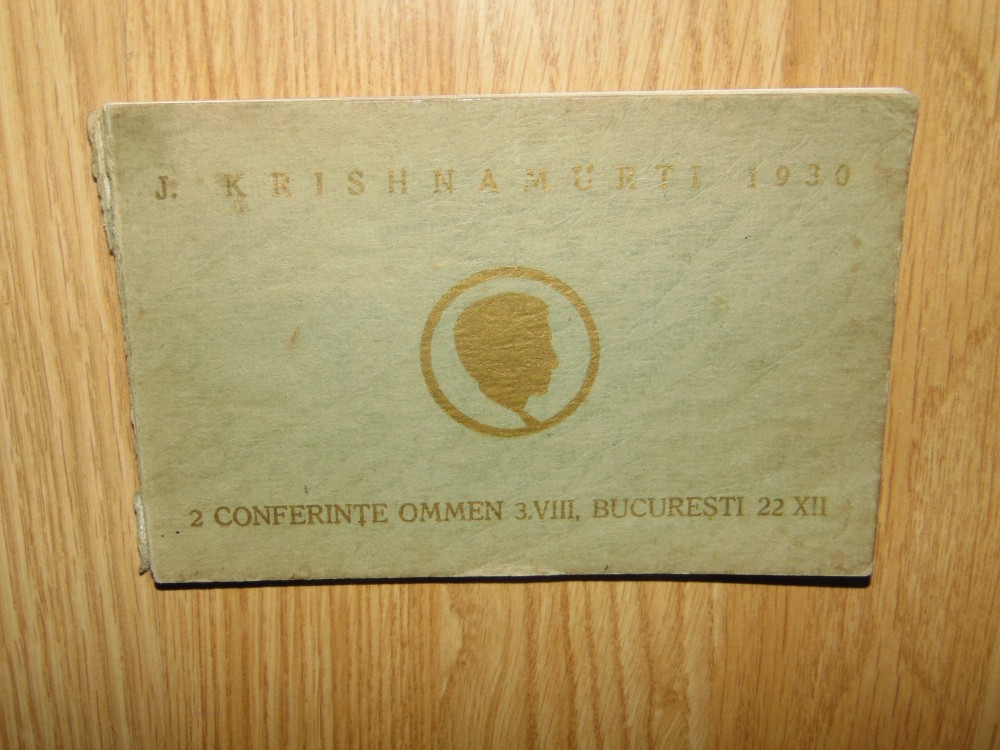 J. KRISHNAMURTI 1930
2 CONFERINȚE OMMEN 3.VIII, BUCUREȘTI 22 XII